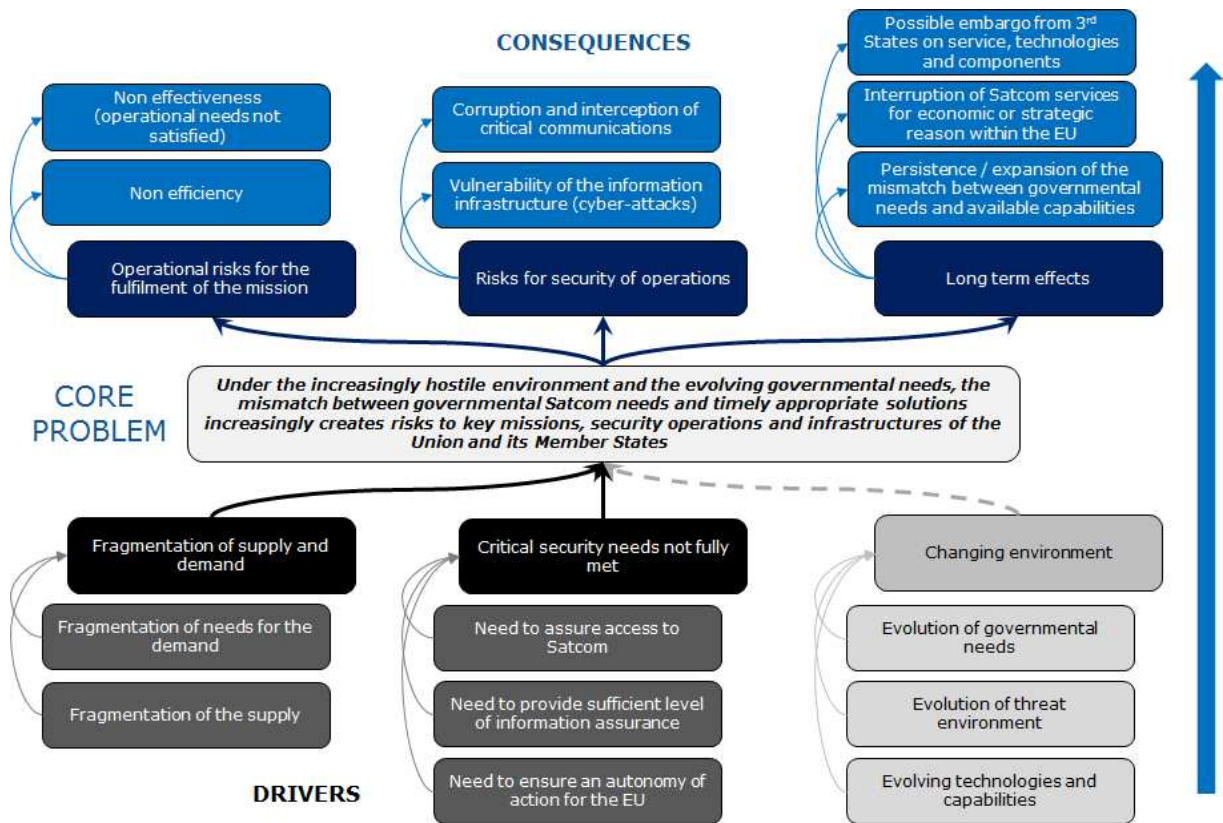 CONSEQUENCES
Possible embargo from 3rd
States on service, technologies
and components
Non effectiveness
(operational needs not
satisfied)
Corruption and interception of
critical communications
Interruption of Satcom services
for economic or strategic
reason within the EU
Non efficiency
Vulnerability of the information
infrastructure (cyber-attacks)
Persistence / expansion of the
mismatch between governmental
needs and available capabilities
Operational risks for the
fulfilment of the mission
Risks for security of operations
Long term effects
CORE
PROBLEM
Under the increasingly hostile environment and the evolving governmental needs, the
mismatch between governmental Satcom needs and timely appropriate solutions
increasingly creates risks to key missions, security operations and infrastructures of the
Union and its Member States
Fragmentation of supply and
demand
Critical security needs not fully
met
Changing environment
Fragmentation of needs for the
demand
Need to assure access to
Satcom
Evolution of governmental
needs
Fragmentation of the supply
Need to provide sufficient level
of information assurance
Evolution of threat
environment
DRIVERS
Need to ensure an autonomy of
action for the EU
Evolving technologies and
capabilities